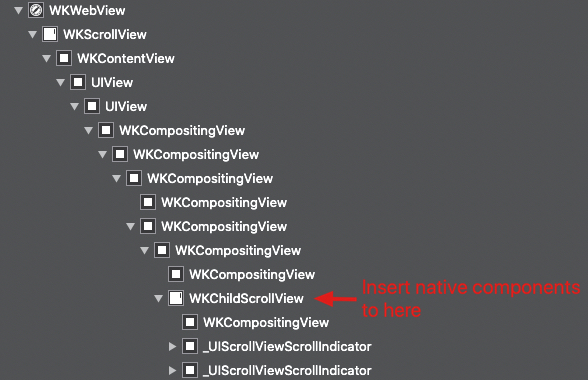 WKWebView
WKScrollView
WKContentView
UIView
UIView
WKCompositingView
WKCompositingView
WKCompositingView
WKCompositingView
WKCompositingView
WKCompositingView
WKCompositingView
WKChildScrollView
Insert native components
to here
WKCompositingView
_UIScrollViewScrollIndicator
_UIScrollViewScrollIndicator